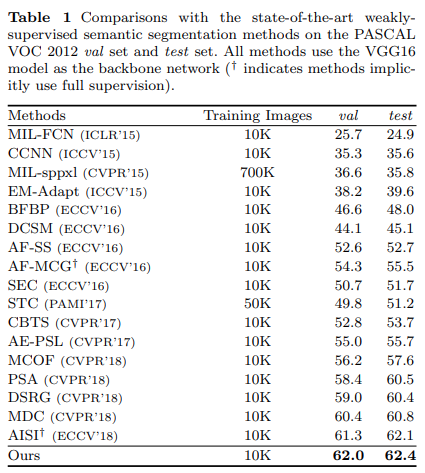 Table 1 Comparisons with the state-of-the-art weakly-
supervised semantic segmentation methods on the PASCAL
VOC 2012 val set and test set. All methods use the VGG16
model as the backbone network († indicates methods implic-
itly use full supervision).
Methods Training Images val test
MIL-FCN (ICLR'15) 10K 25.7 24.9
CCNN (ICCV'15) 10K 35.3 35.6
MIL-sppxl (CVPR'15) 700K 36.6 35.8
EM-Adapt (ICCV'15) 10K 38.2 39.6
BFBP (ECCV'16) 10K 46.6 48.0
DCSM (ECCV'16) 10K 44.1 45.1
AF-SS (ECCV'16) 10K 52.6 52.7
AF-MCG† (ECCV'16) 10K 54.3 55.5
SEC (ECCV'16) 10K 50.7 51.7
STC (PAMI'17) 50K 49.8 51.2
CBTS (CVPR'17) 10K 52.8 53.7
AE-PSL (CVPR'17) 10K 55.0 55.7
MCOF (CVPR'18) 10K 56.2 57.6
PSA (CVPR'18) 10K 58.4 60.5
DSRG (CVPR'18) 10K 59.0 60.4
MDC (CVPR'18) 10K 60.4 60.8
AISI† (ECCV'18) 10K 61.3 62.1
Ours 10K 62.0 62.4